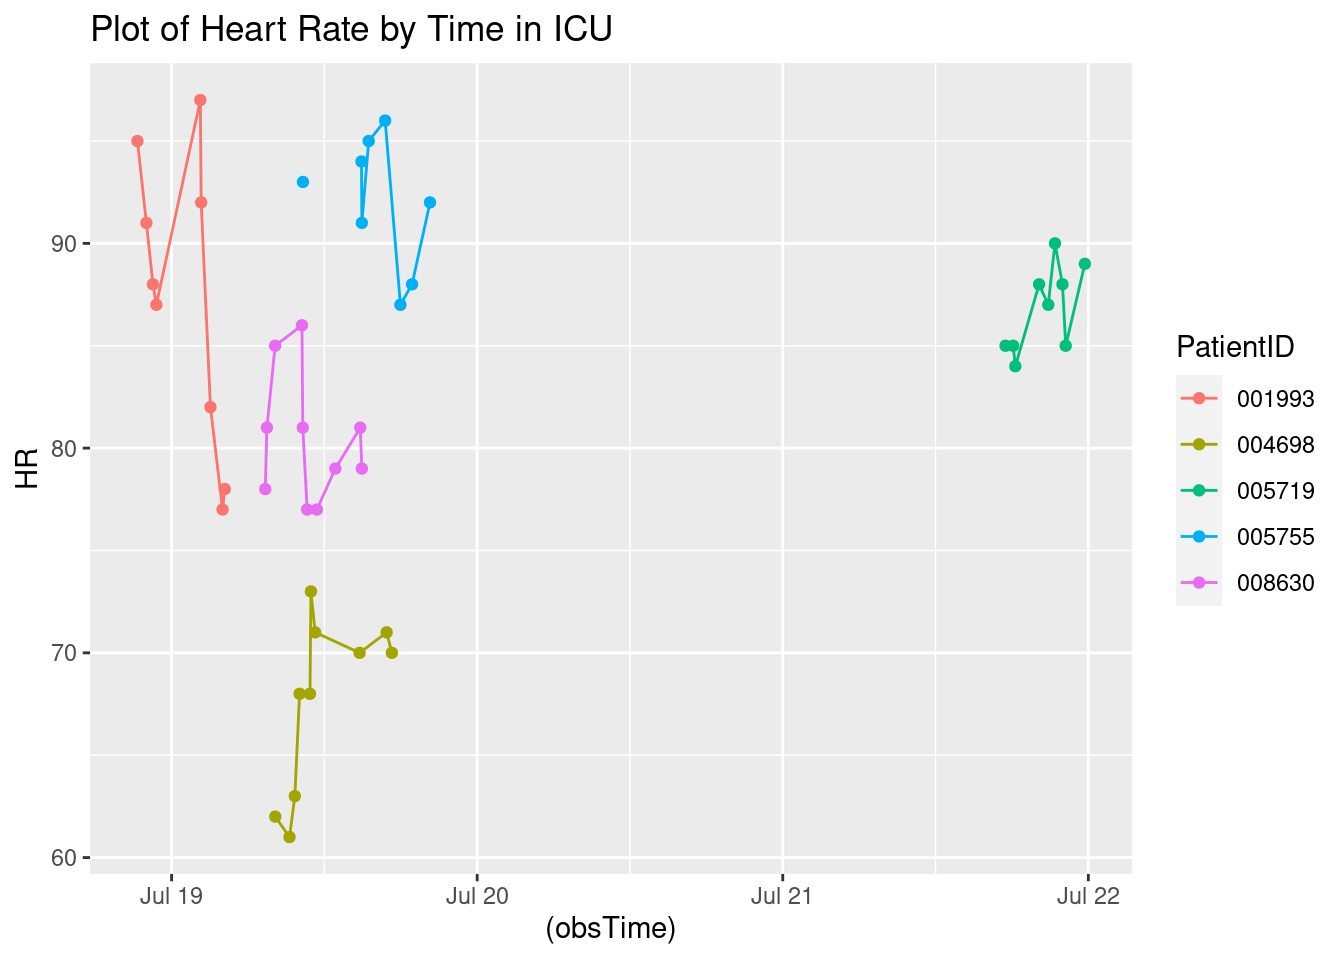 Plot of Heart Rate by Time in ICU
HR
90
80
70
60
Jul 19
Jul 20
Jul 21
Jul 22
(obsTime)
PatientID
001993
004698
005719
005755
008630